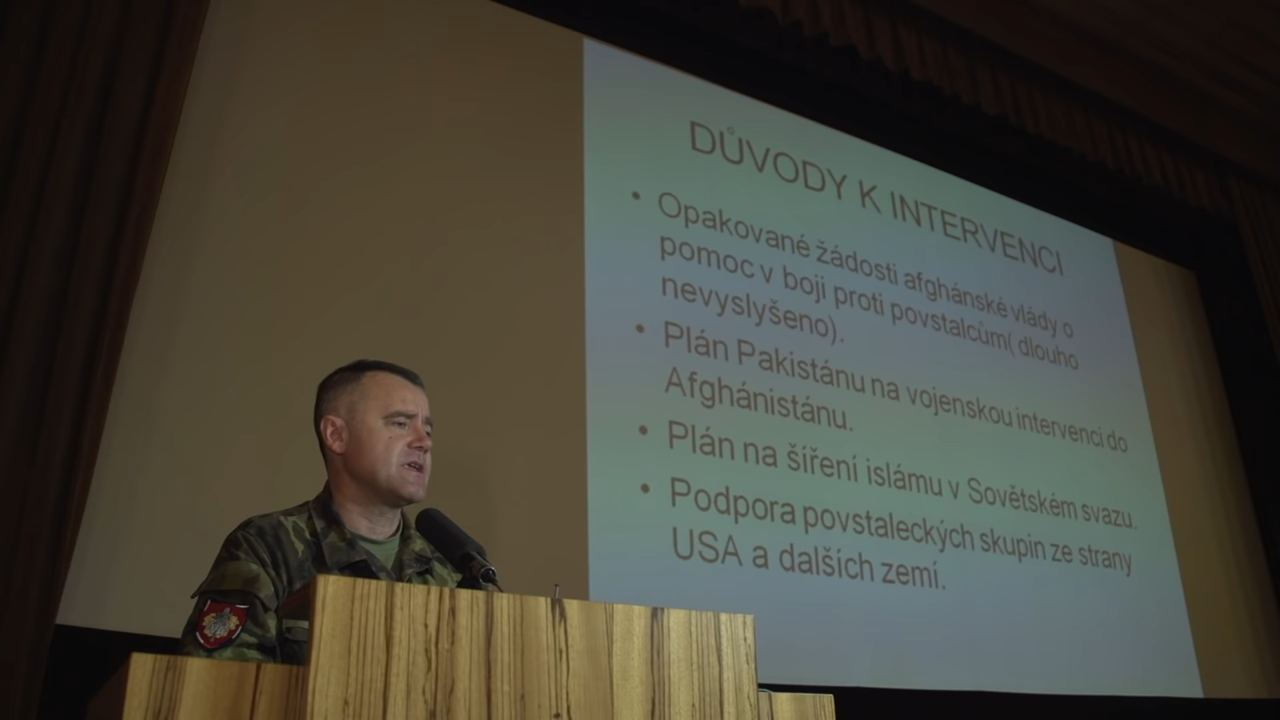 DŮVODY K INTERVENCI
• Opakované žádosti afghánské vlády o
pomoc v boji proti povstalcům( dlouho
nevyslyšeno).
• Plán Pakistánu na vojenskou intervenci do
Afghánistánu.
• Plán na šíření islámu v Sovětském svazu.
• Podpora povstaleckých skupin ze strany
USA a dalších zemí.